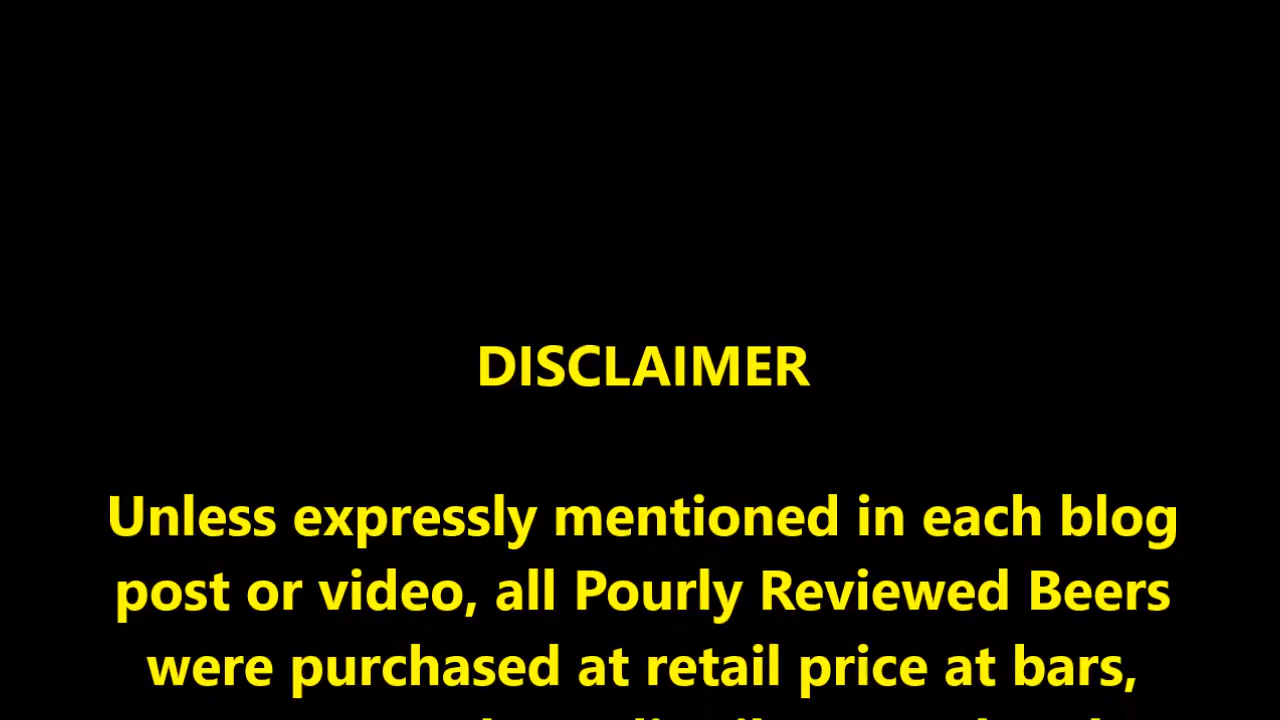 DISCLAIMER
Unless expressly mentioned in each blog
post or video, all Pourly Reviewed Beers
were purchased at retail price at bars,